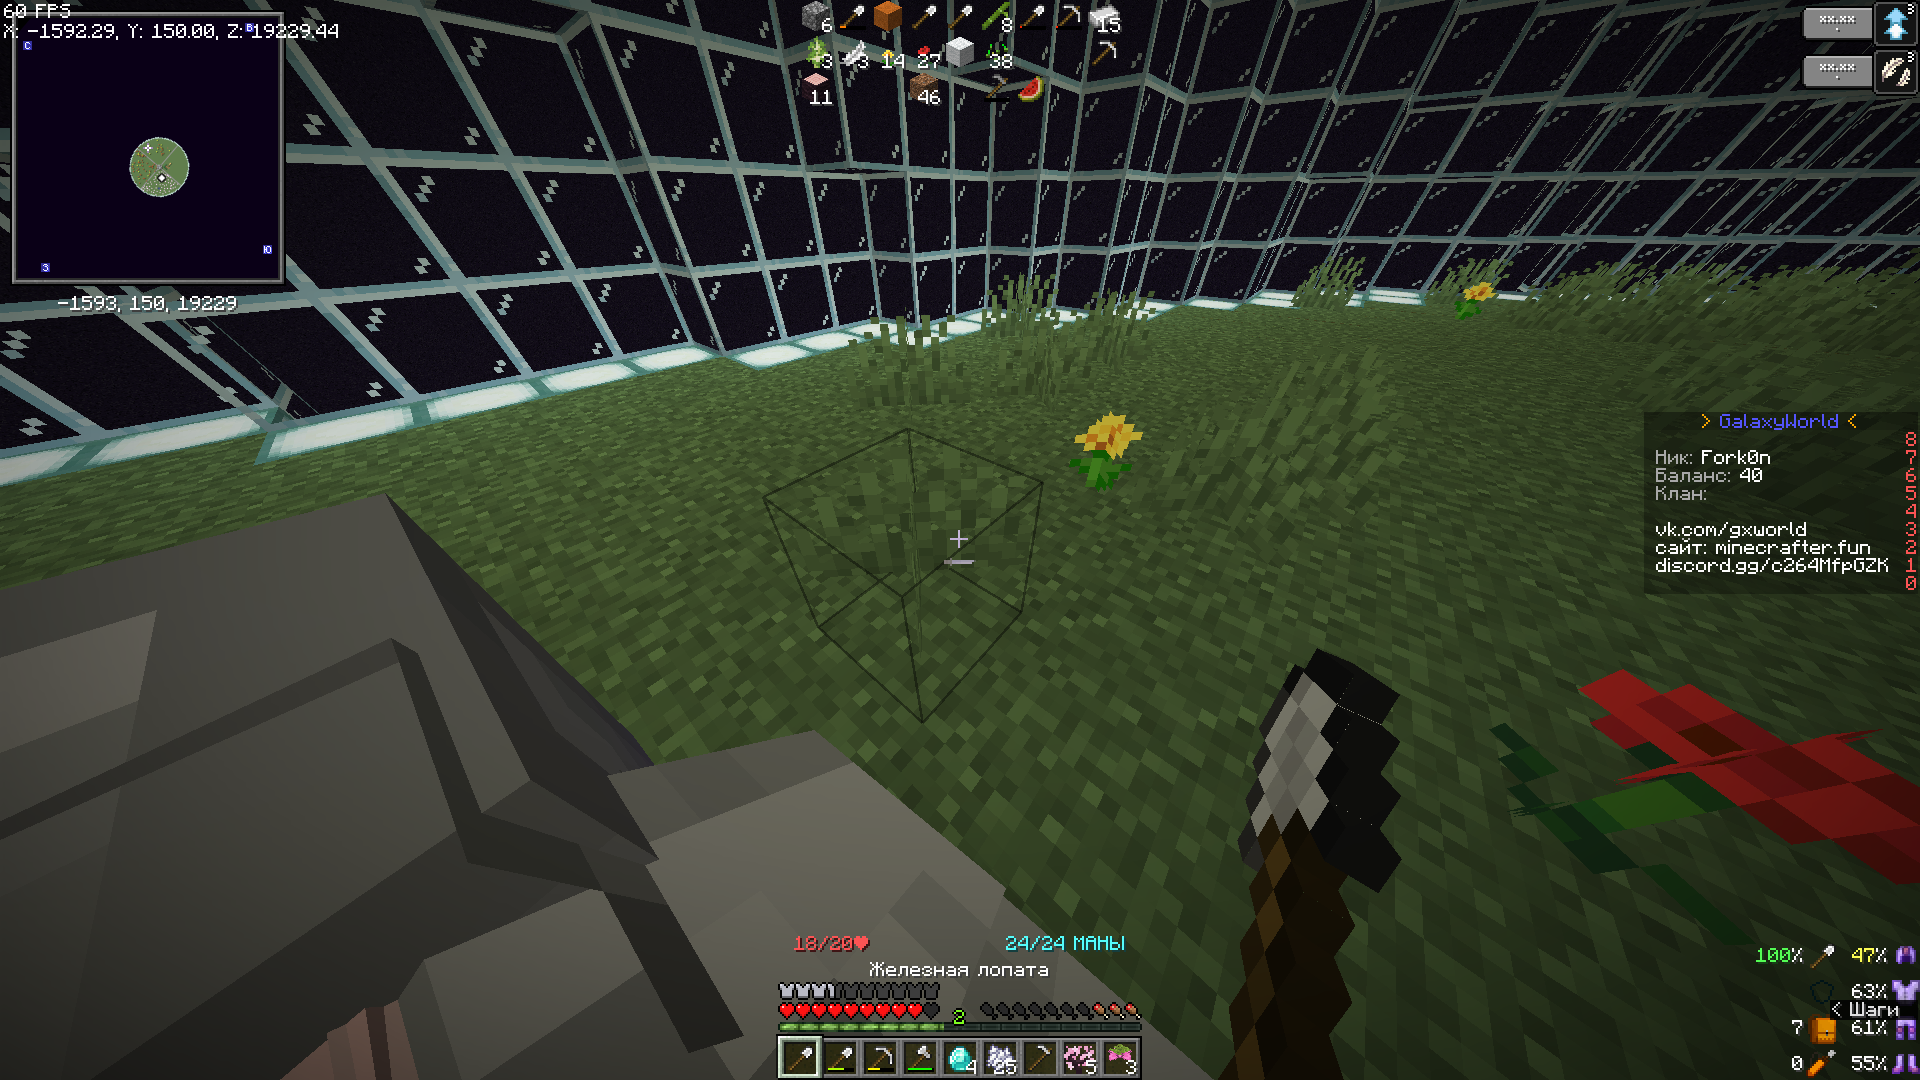 60 FPS
X: -1592.29, Y: 150.00, Z: 19229.44
С
В
Ю
З
-1593, 150, 19229
6
8
15
3
3
14
27
38
11
46
**:**
3
**:**
3
> GalaxyWorld <
8
Ник: Fork0n
7
Баланс: 40
6
Клан:
5
4
vk.com/gxworld
3
сайт: minecrafter.fun
2
discord.gg/c264MfpGZK
1
0
18/20
24/24 МАНЫ
Железная лопата
2
4
25
5
3
100%
47%
63%
< Шаги
7
61%
0
55%